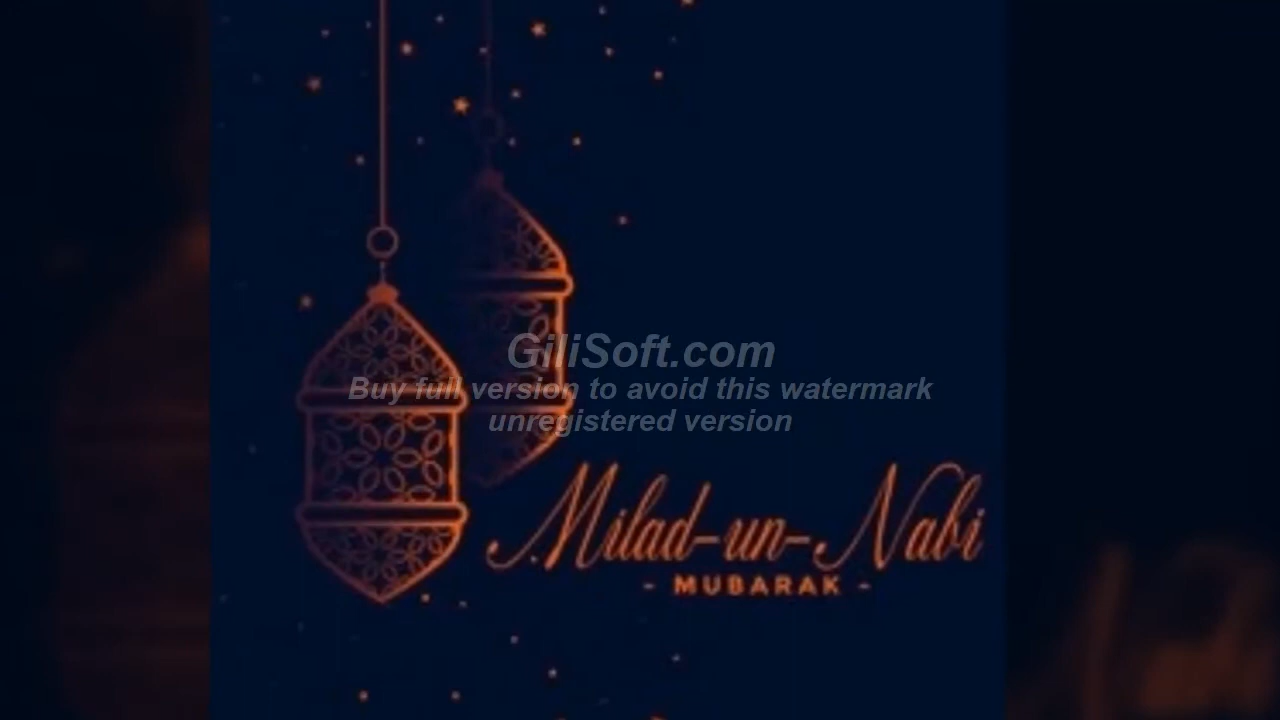 GiliSoft.com
Buy full version to avoid this watermark
unregistered version
Milad-un-Nabi
- MUBARAK -